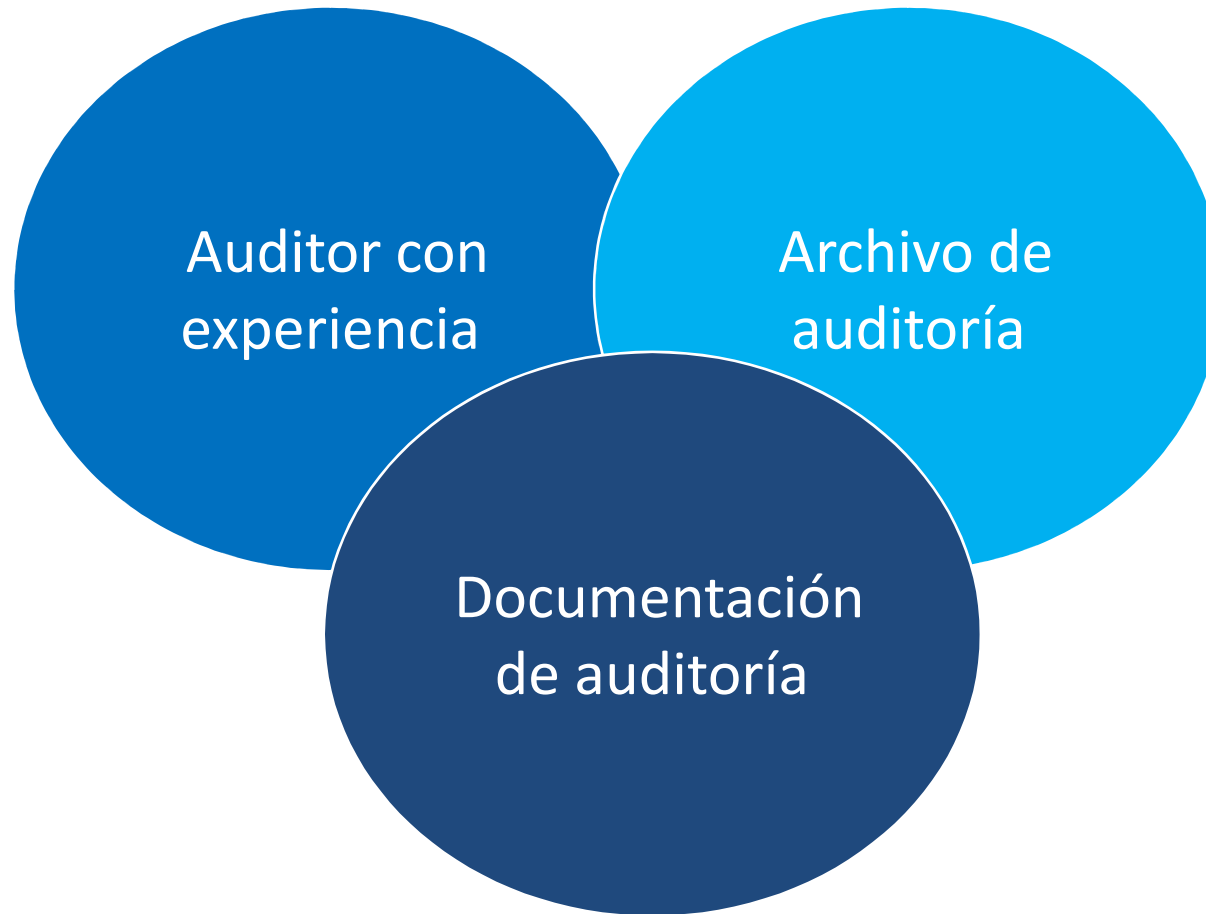 Auditor con
experiencia
Archivo de
auditoría
Documentación
de auditoría